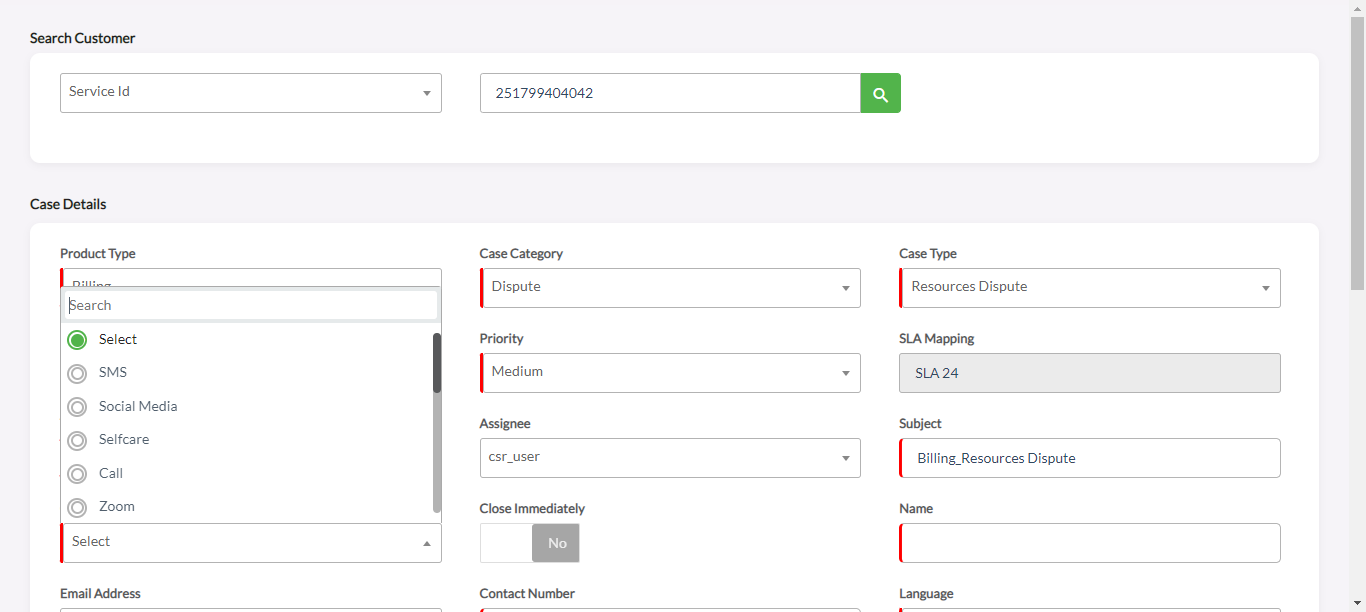 Search Customer
Service Id
251799404042
Case Details
Product Type
Case Category
Case Type
Billing
Dispute
Resources Dispute
Search
Select
SMS
Social Media
Selfcare
Call
Zoom
Select
Priority
SLA Mapping
Medium
SLA 24
Assignee
Subject
csr_user
Billing_Resources Dispute
Close Immediately
Name
No
Email Address
Contact Number
Language